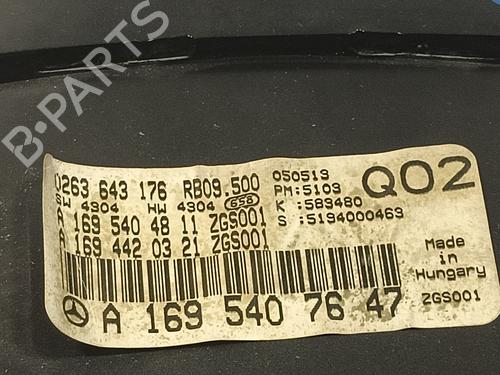 B-PARTS
0263 643 176 RB09.500
SW 4304 HW 4304 658
A 169 540 48 11 ZGS001
A 169 442 03 21 ZGS001
A 169 540 76 47
050513
PM:5103
K :589480
S :5194000463
Q02
Made
in
Hungary
ZGS001